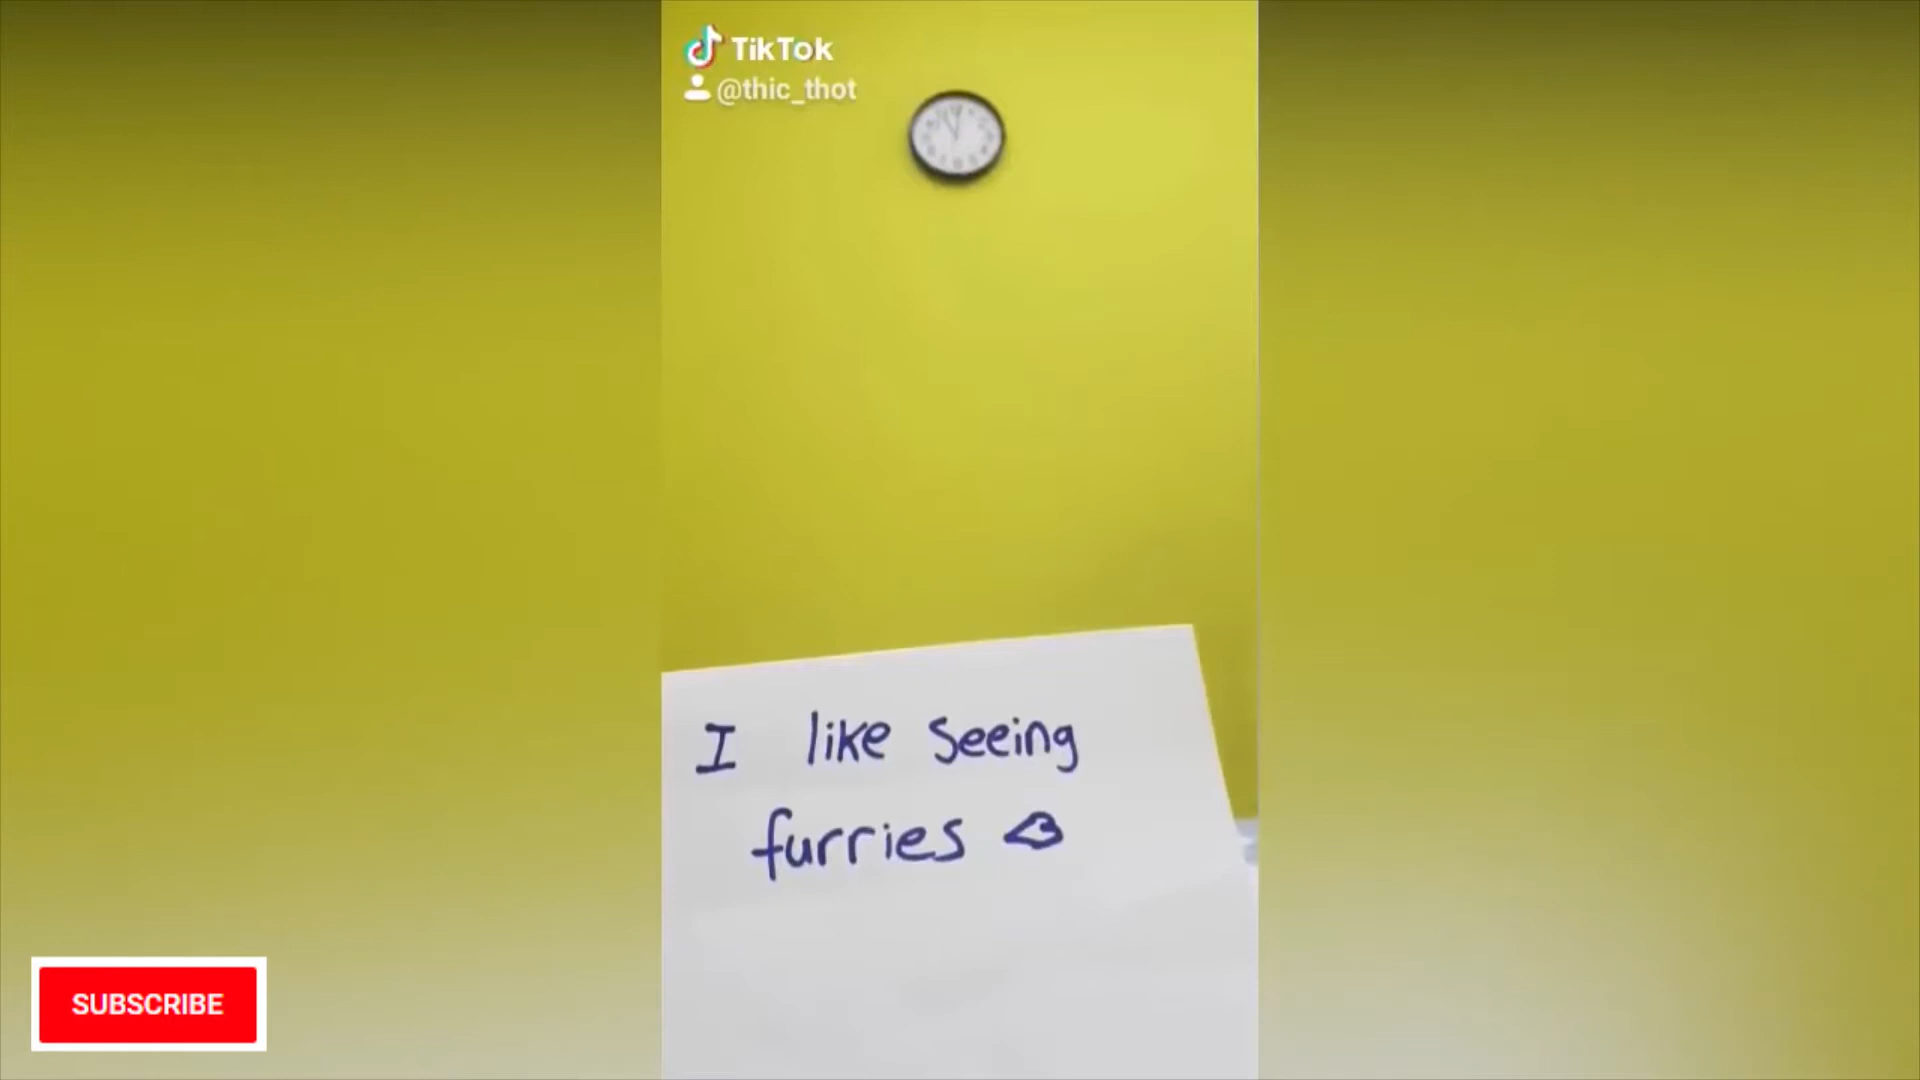 TikTok
@thic_thot
I like seeing
furries
SUBSCRIBE